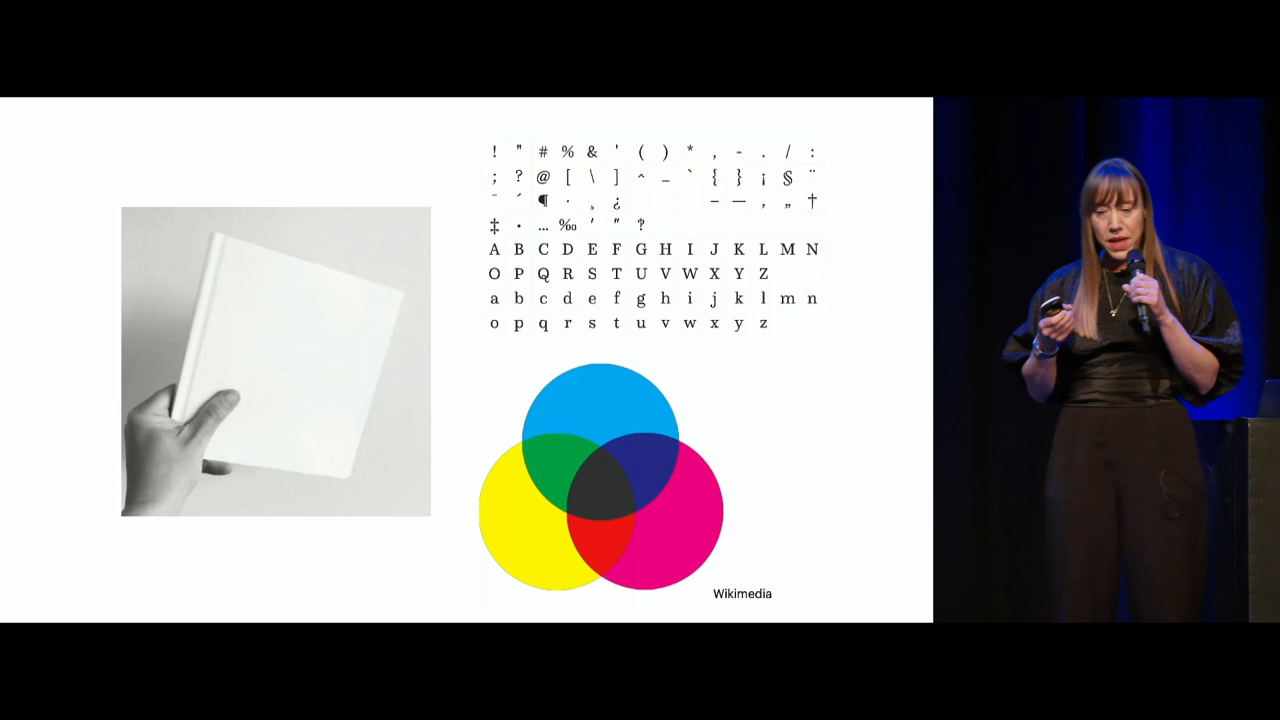 ! " # % & ' ( ) * , - . / :
; ? @ [ \ ] ^ _ ` { } ¡ § ¨
¯ ´ ¶ · ¸ ¿ – — ‚ „ †
‡ • … ‰ ′ ″ ‽
A B C D E F G H I J K L M N
O P Q R S T U V W X Y Z
a b c d e f g h i j k l m n
o p q r s t u v w x y z
Wikimedia